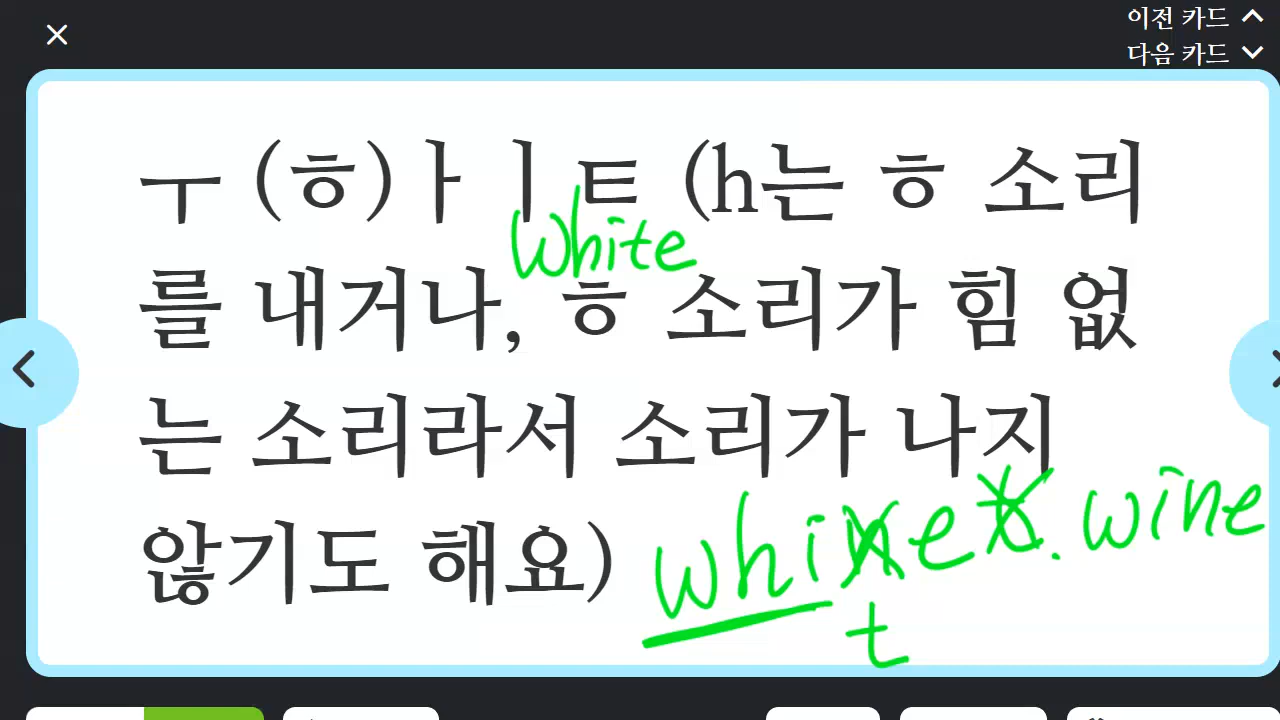 이전 카드
다음 카드
ㅜ (ㅎ)ㅏㅣㅌ (h는 ㅎ 소리
white
를 내거나, ㅎ 소리가 힘 없
는 소리라서 소리가 나지
않기도 해요) whine. wine
t